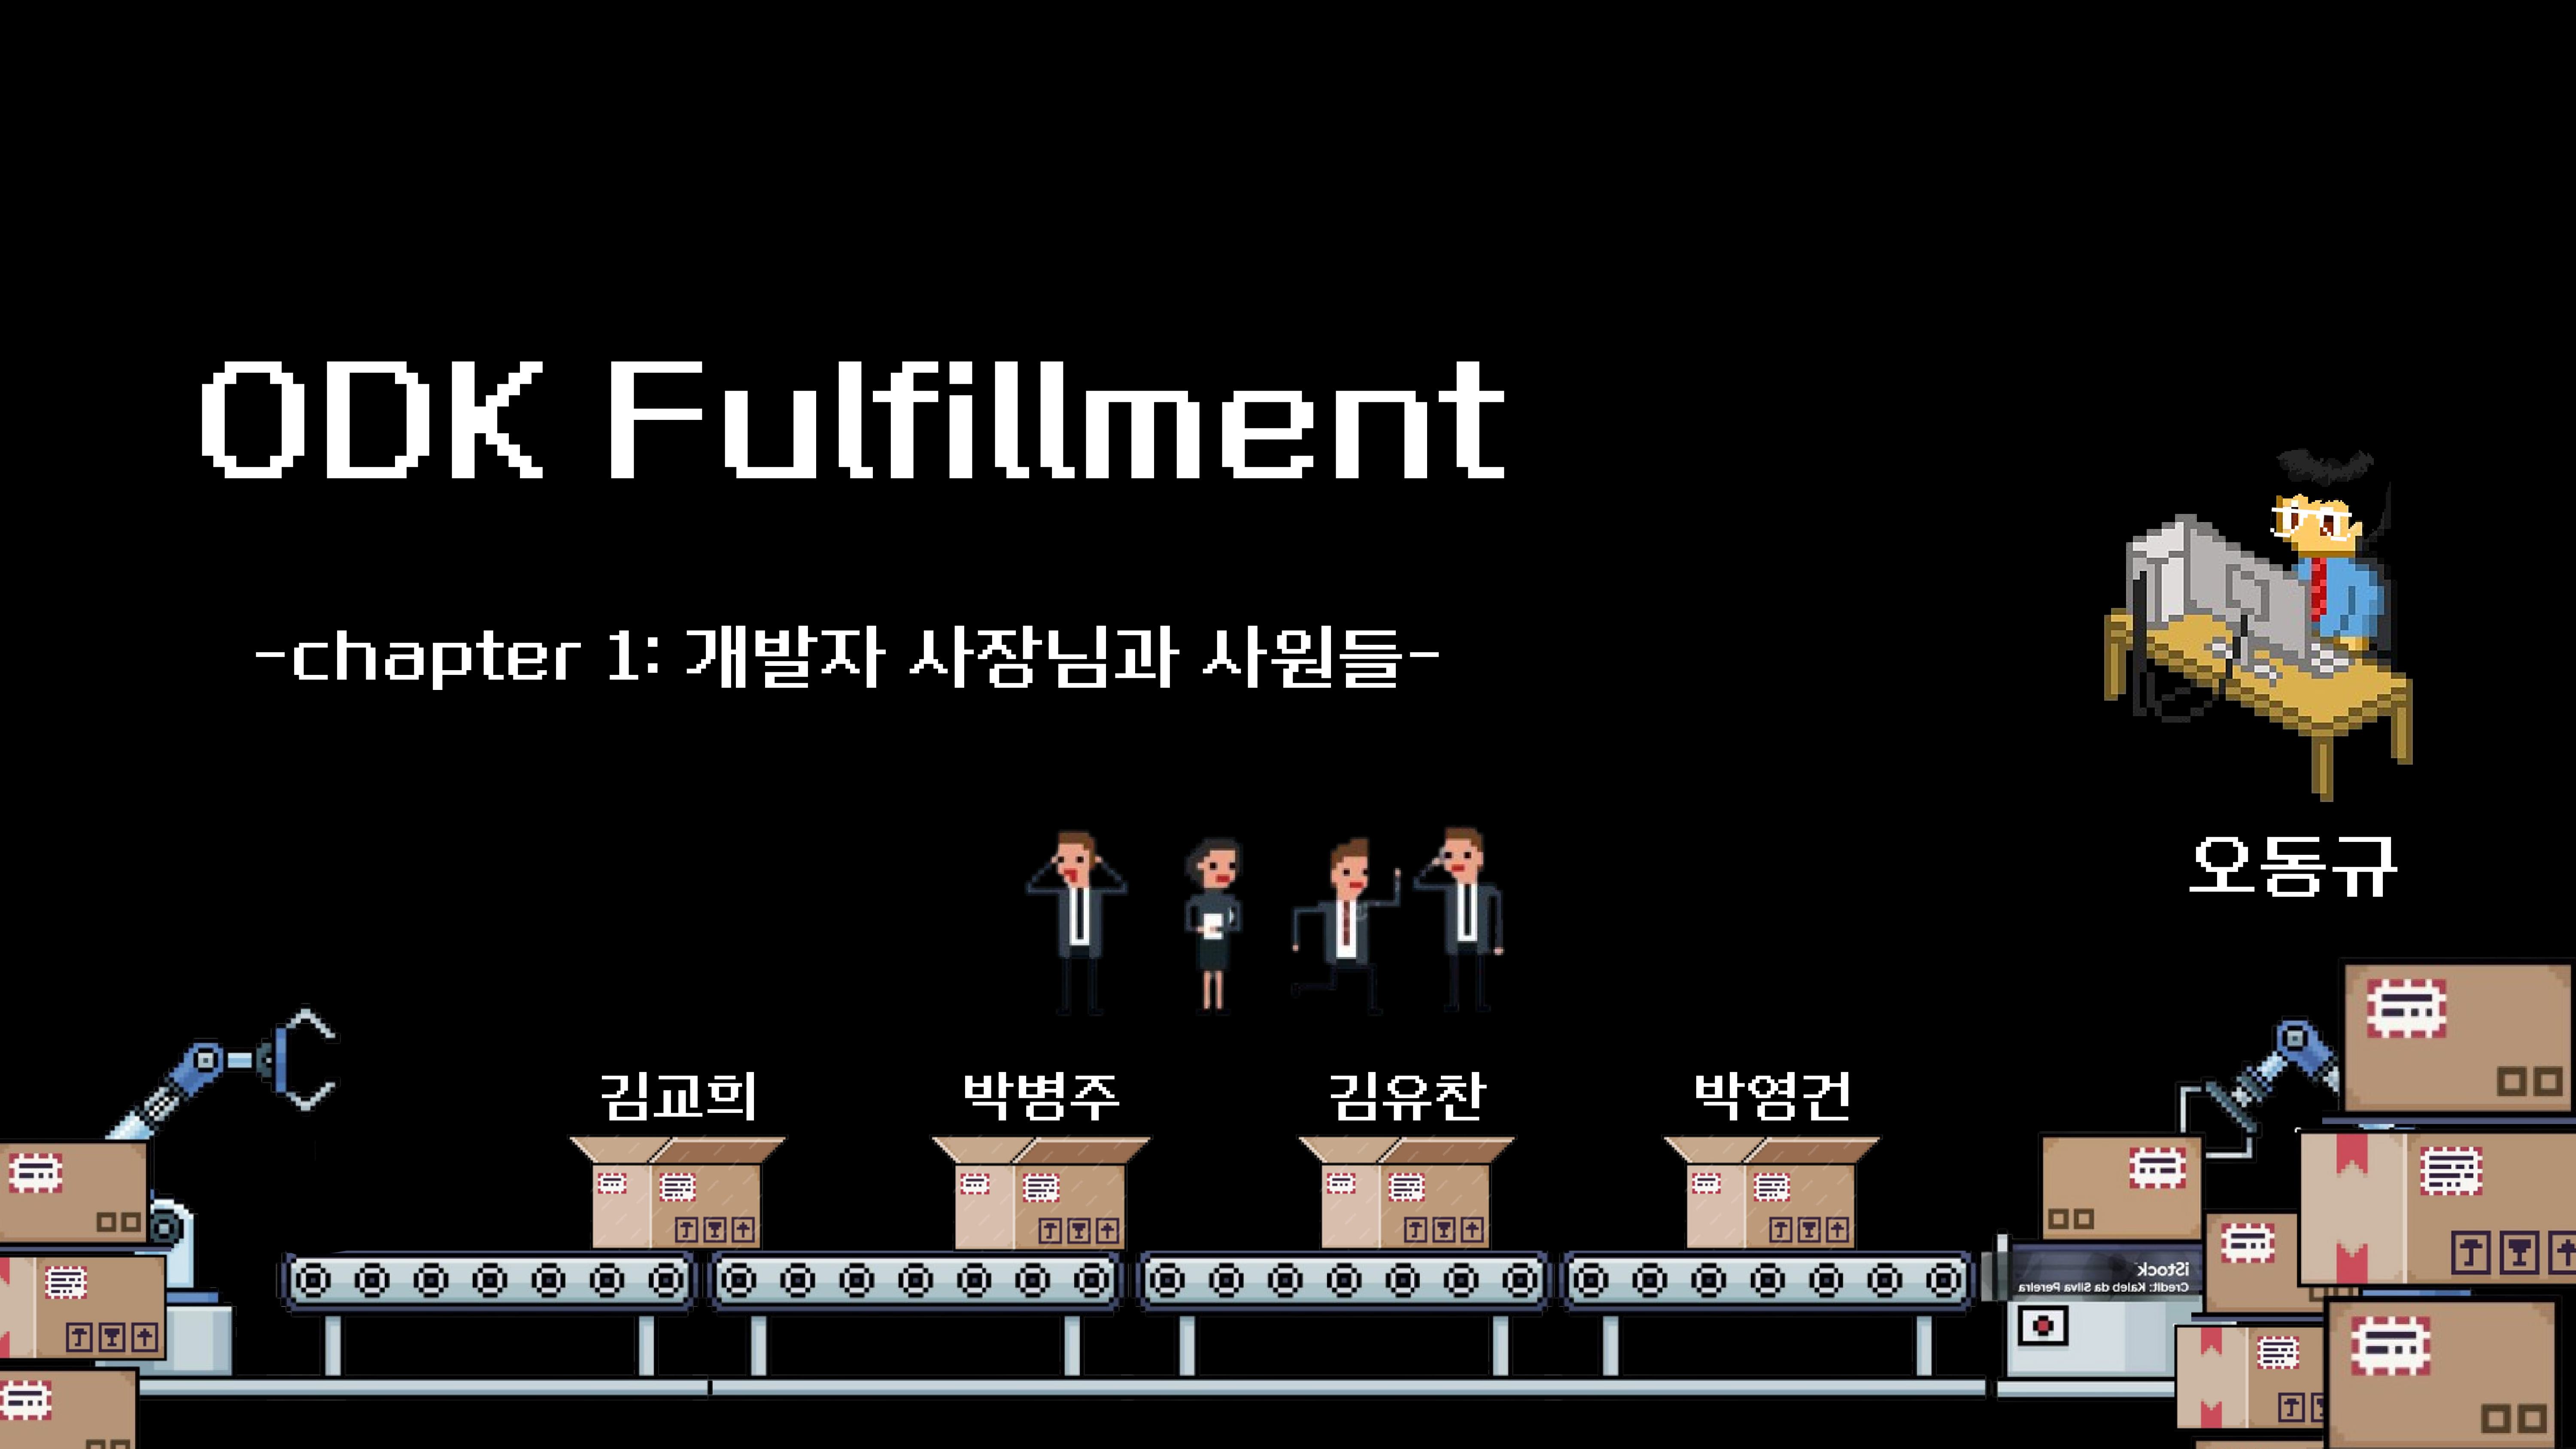 ODK Fulfillment
-chapter 1: 개발자 사장님과 사원들-
오동규
김교희
박병주
김유찬
박영건
iStock
Credit: Kaleb da Silva Pereira